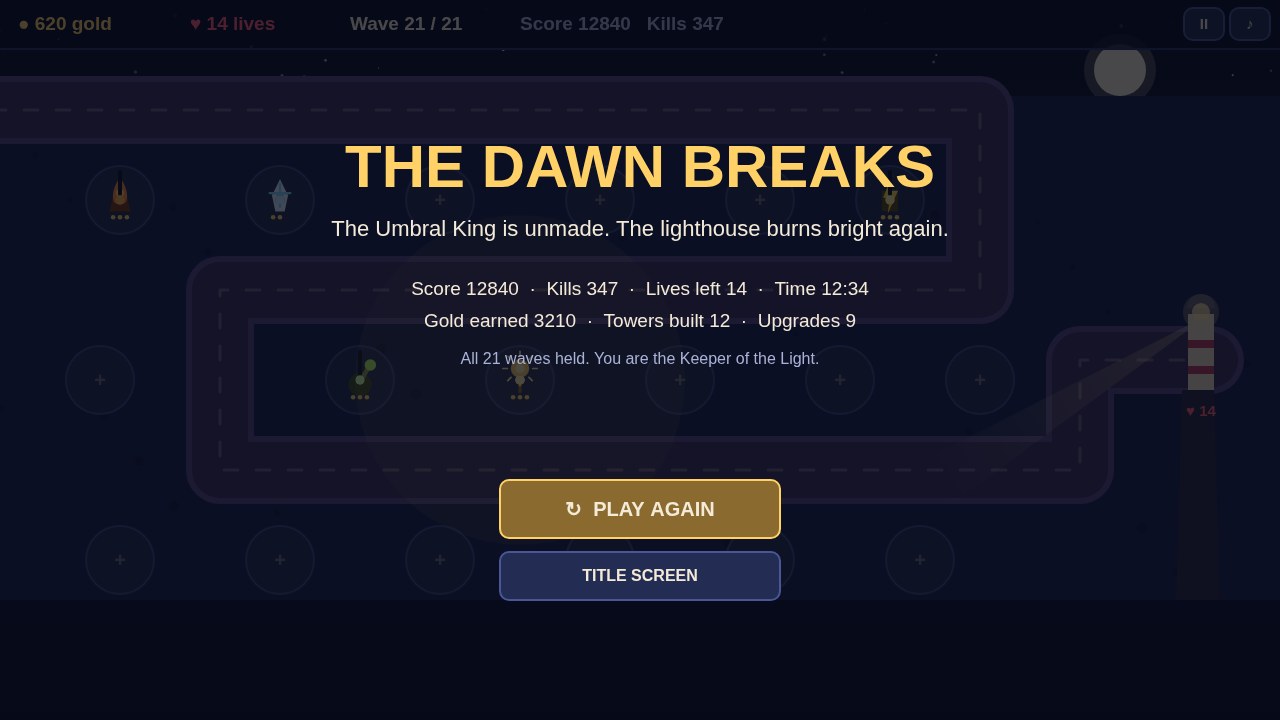 ● 620 gold ♥ 14 lives Wave 21 / 21 Score 12840 Kills 347 ⏸ ♪
THE DAWN BREAKS
The Umbral King is unmade. The lighthouse burns bright again.
Score 12840 · Kills 347 · Lives left 14 · Time 12:34
Gold earned 3210 · Towers built 12 · Upgrades 9
All 21 waves held. You are the Keeper of the Light.
♥ 14
↻ PLAY AGAIN
TITLE SCREEN